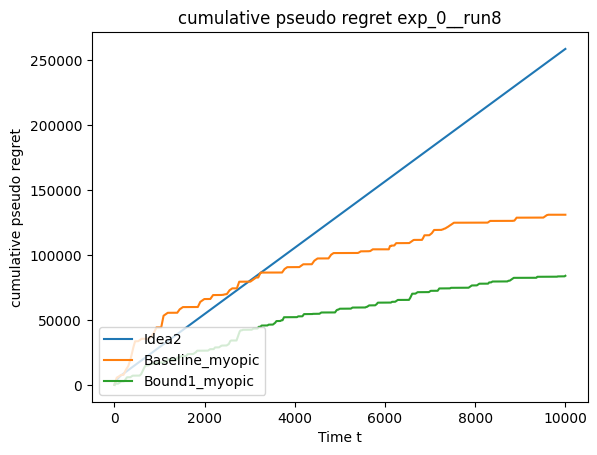 cumulative pseudo regret exp_0__run8
cumulative pseudo regret
250000
200000
150000
100000
50000
0
Idea2
Baseline_myopic
Bound1_myopic
0 2000 4000 6000 8000 10000
Time t